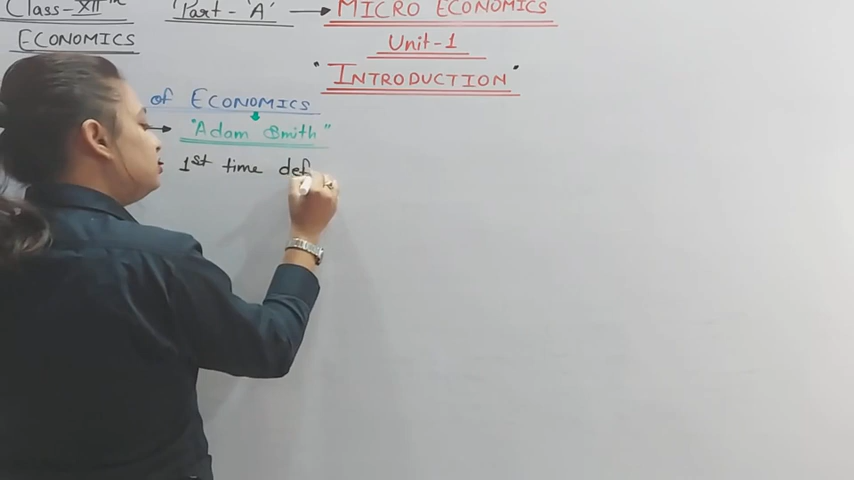 Class-XIIth 'Part-'A' → MICRO ECONOMICS
ECONOMICS
Unit-1
"INTRODUCTION"
of ECONOMICS
→ "Adam Smith"
1st time def